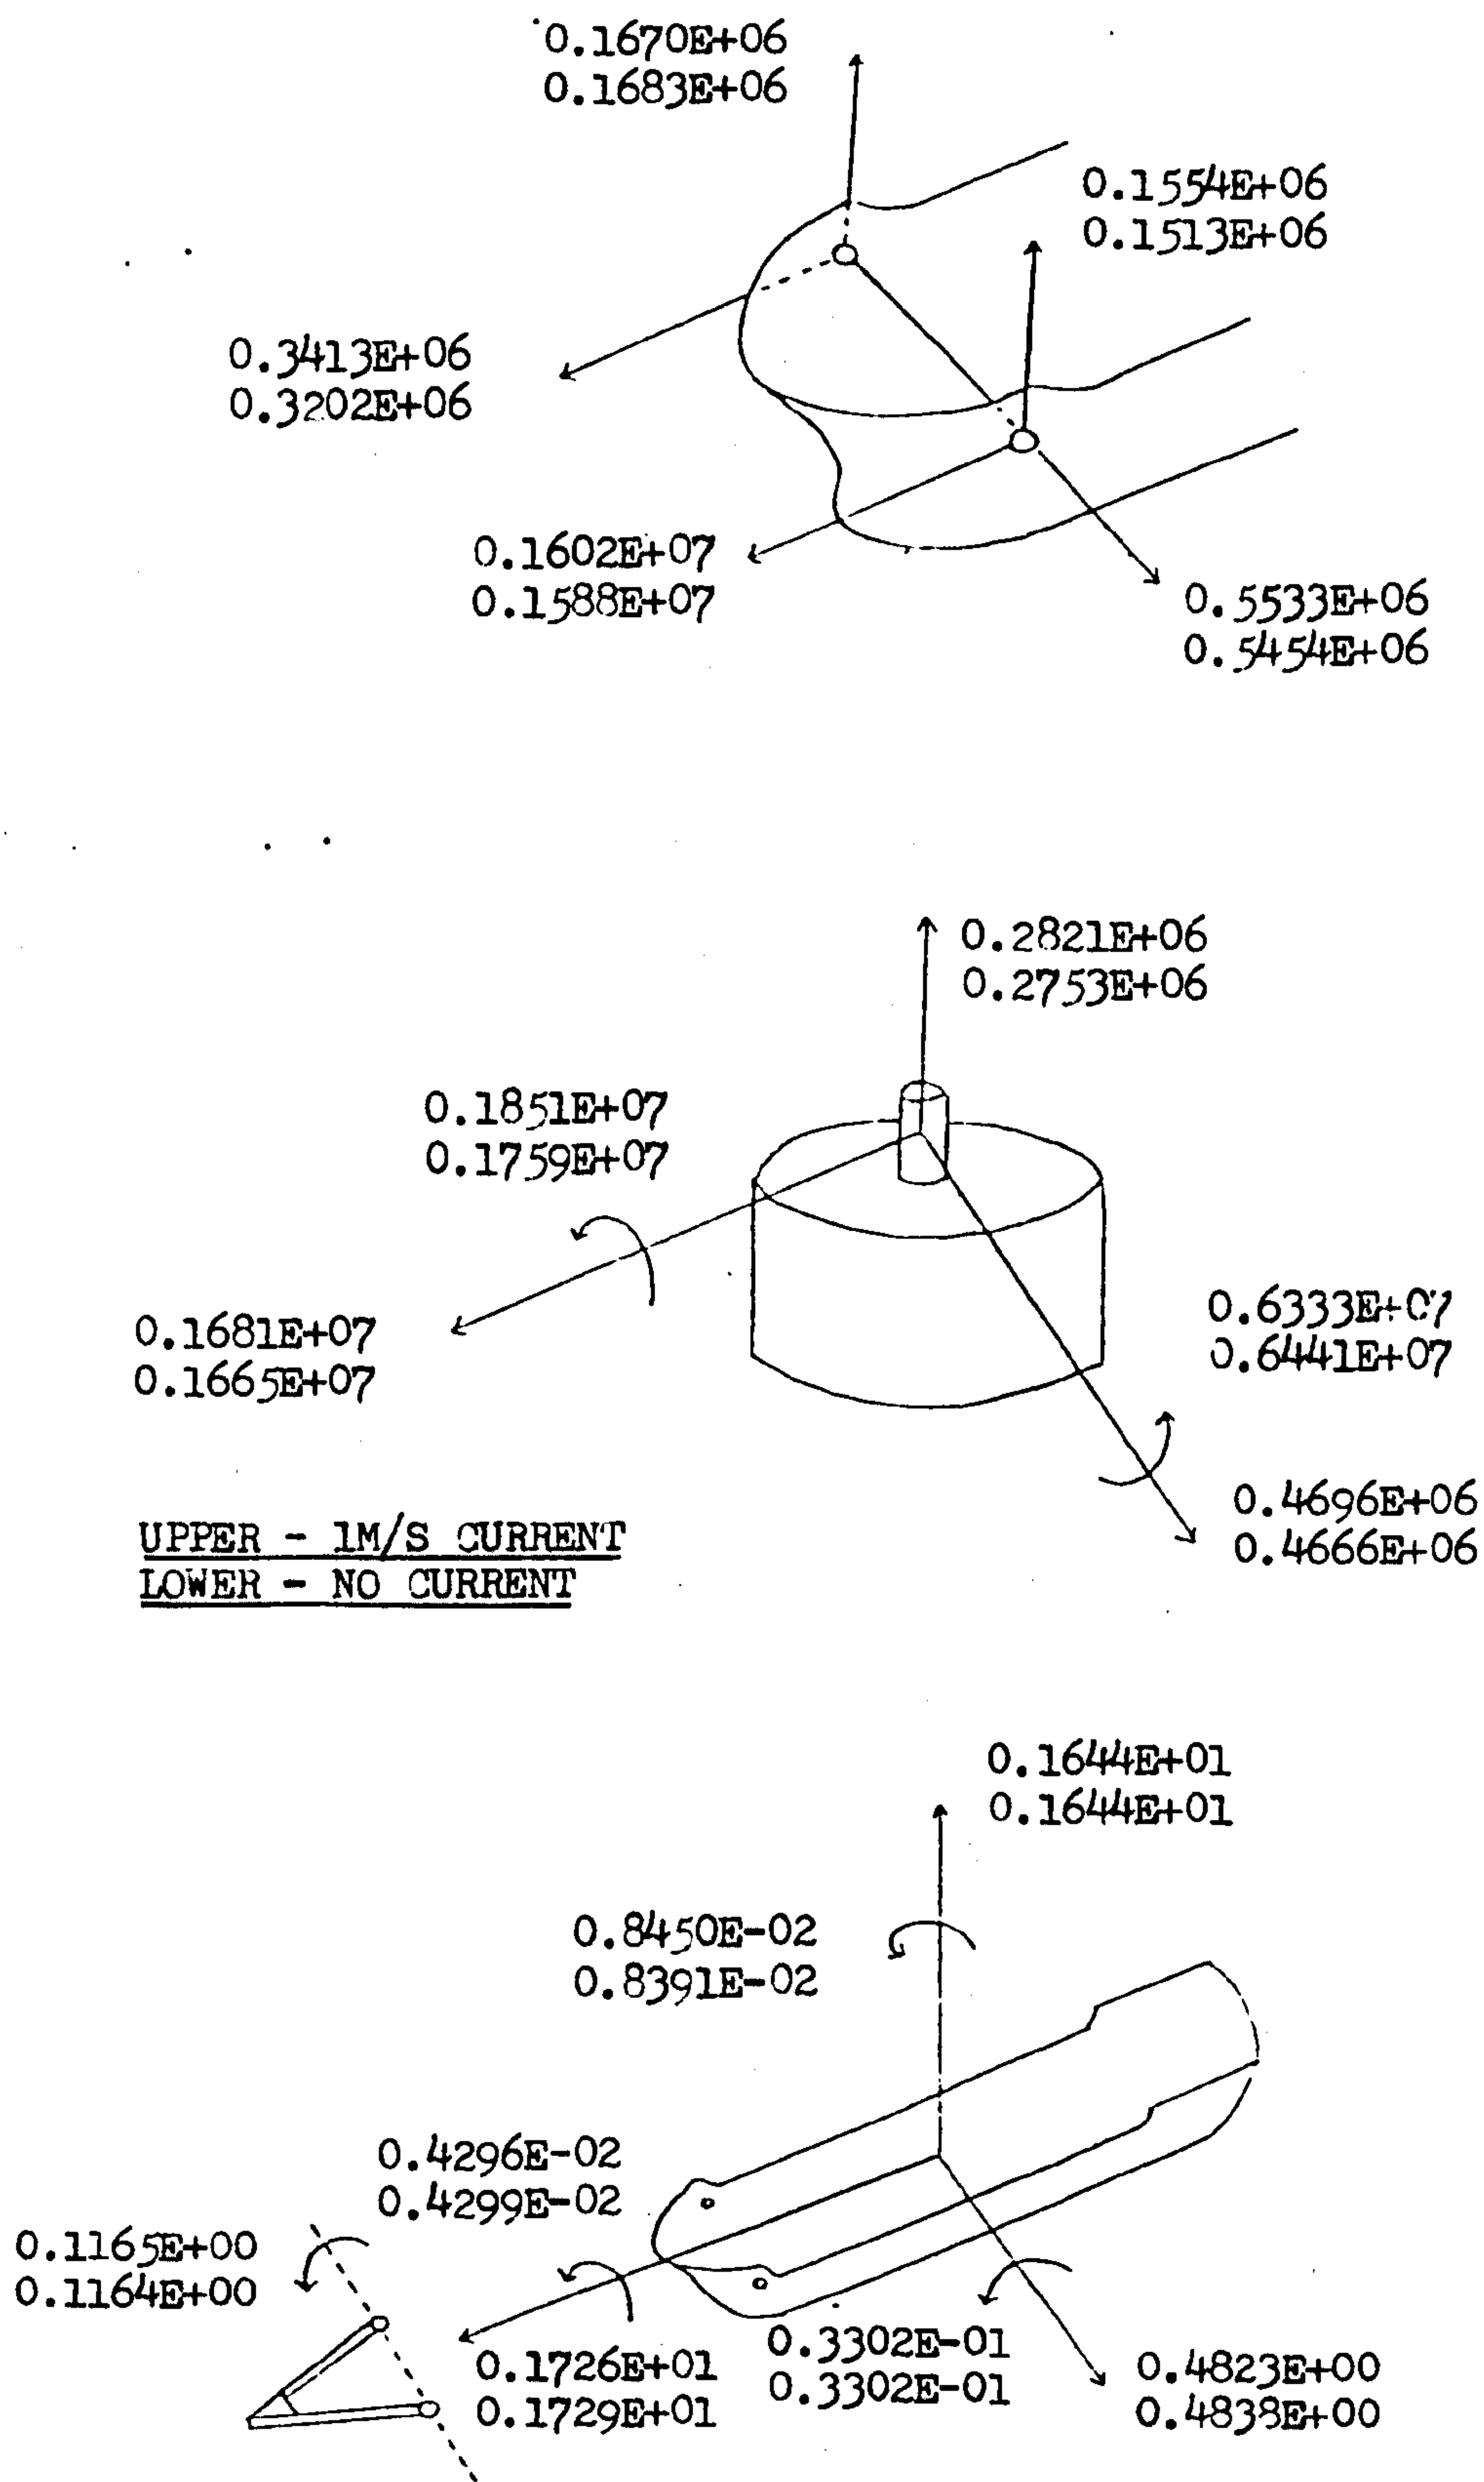 0.1670E+06
0.1683E+06
0.1554E+06
0.1513E+06
0.3413E+06
0.3202E+06
0.1602E+07
0.1588E+07
0.5533E+06
0.5454E+06
0.2821E+06
0.2753E+06
0.1851E+07
0.1759E+07
0.6333E+07
0.6441E+07
0.1681E+07
0.1665E+07
0.4696E+06
0.4666E+06
UPPER - 1M/S CURRENT
LOWER - NO CURRENT
0.1644E+01
0.1644E+01
0.8450E-02
0.8391E-02
0.4296E-02
0.4299E-02
0.1165E+00
0.1164E+00
0.3302E-01
0.3302E-01
0.1726E+01
0.1729E+01
0.4823E+00
0.4838E+00